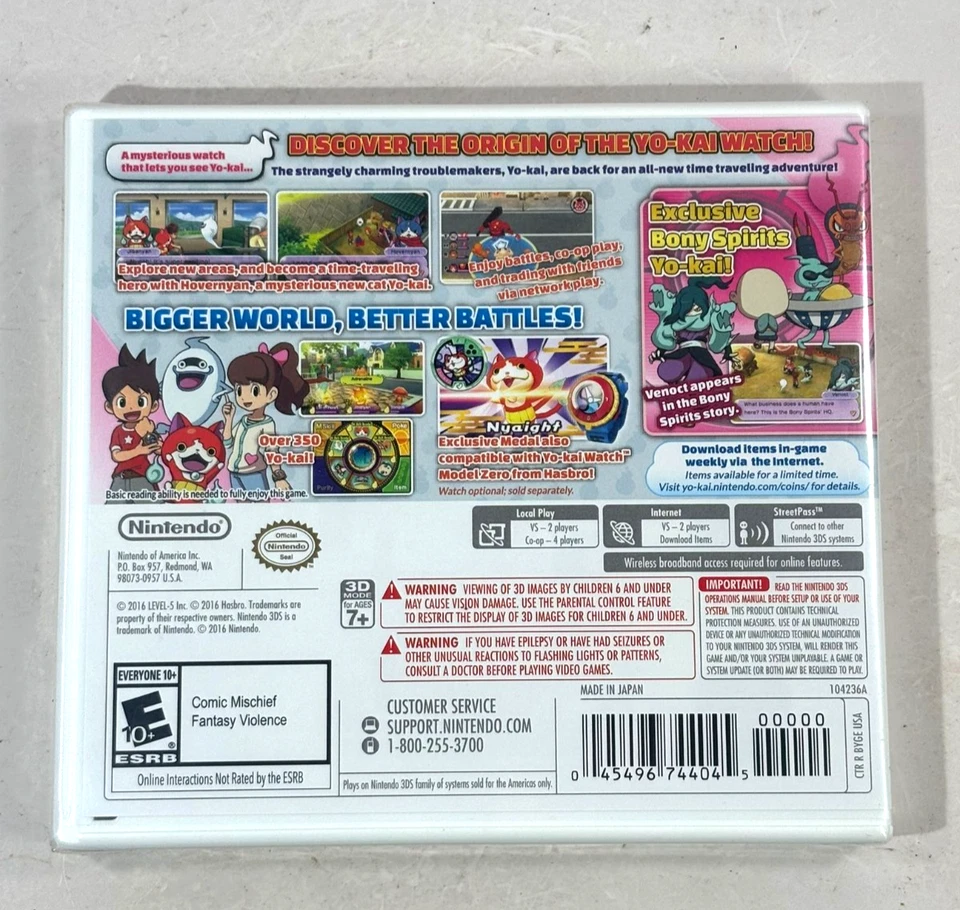 A mysterious watch
that lets you see Yo-kai...
DISCOVER THE ORIGIN OF THE YO-KAI WATCH!
The strangely charming troublemakers, Yo-kai, are back for an all-new time traveling adventure!
Jibanyan
Hovernyan
Explore new areas, and become a time-traveling
hero with Hovernyan, a mysterious new cat Yo-kai.
Enjoy battles, co-op play,
and trading with friends
via network play.
Exclusive
Bony Spirits
Yo-kai!
Venoct
What business does a human have
here? This is the Bony Spirits' HQ.
Venoct appears
in the Bony
Spirits story.
BIGGER WORLD, BETTER BATTLES!
Over 350
Yo-kai!
Poke
Purify
Item
Nyaight
Exclusive Medal also
compatible with Yo-kai Watch™
Model Zero from Hasbro!
Watch optional; sold separately.
Basic reading ability is needed to fully enjoy this game.
Download items in-game
weekly via the Internet.
Items available for a limited time.
Visit yo-kai.nintendo.com/coins/ for details.
Nintendo®
Official
Nintendo
Seal
Nintendo of America Inc.
P.O. Box 957, Redmond, WA
98073-0957 U.S.A.
Local Play
VS – 2 players
Co-op – 4 players
Internet
VS – 2 players
Download Items
StreetPass™
Connect to other
Nintendo 3DS systems
Wireless broadband access required for online features.
© 2016 LEVEL-5 Inc. © 2016 Hasbro. Trademarks are
property of their respective owners. Nintendo 3DS is a
trademark of Nintendo. © 2016 Nintendo.
3D
MODE
for AGES
7+
WARNING VIEWING OF 3D IMAGES BY CHILDREN 6 AND UNDER
MAY CAUSE VISION DAMAGE. USE THE PARENTAL CONTROL FEATURE
TO RESTRICT THE DISPLAY OF 3D IMAGES FOR CHILDREN 6 AND UNDER.
WARNING IF YOU HAVE EPILEPSY OR HAVE HAD SEIZURES OR
OTHER UNUSUAL REACTIONS TO FLASHING LIGHTS OR PATTERNS,
CONSULT A DOCTOR BEFORE PLAYING VIDEO GAMES.
IMPORTANT! READ THE NINTENDO 3DS
OPERATIONS MANUAL BEFORE SETUP OR USE OF YOUR
SYSTEM. THIS PRODUCT CONTAINS TECHNICAL
PROTECTION MEASURES. USE OF AN UNAUTHORIZED
DEVICE OR ANY UNAUTHORIZED TECHNICAL MODIFICATION
TO YOUR NINTENDO 3DS SYSTEM, WILL RENDER THIS
GAME AND/OR YOUR SYSTEM UNPLAYABLE. A GAME OR
SYSTEM UPDATE (OR BOTH) MAY BE REQUIRED TO PLAY.
EVERYONE 10+
E
10+
®
ESRB
Comic Mischief
Fantasy Violence
Online Interactions Not Rated by the ESRB
CUSTOMER SERVICE
SUPPORT.NINTENDO.COM
1-800-255-3700
Plays on Nintendo 3DS family of systems sold for the Americas only.
MADE IN JAPAN
104236A
00000
0 45496 74404 5
CTR R BYGE USA